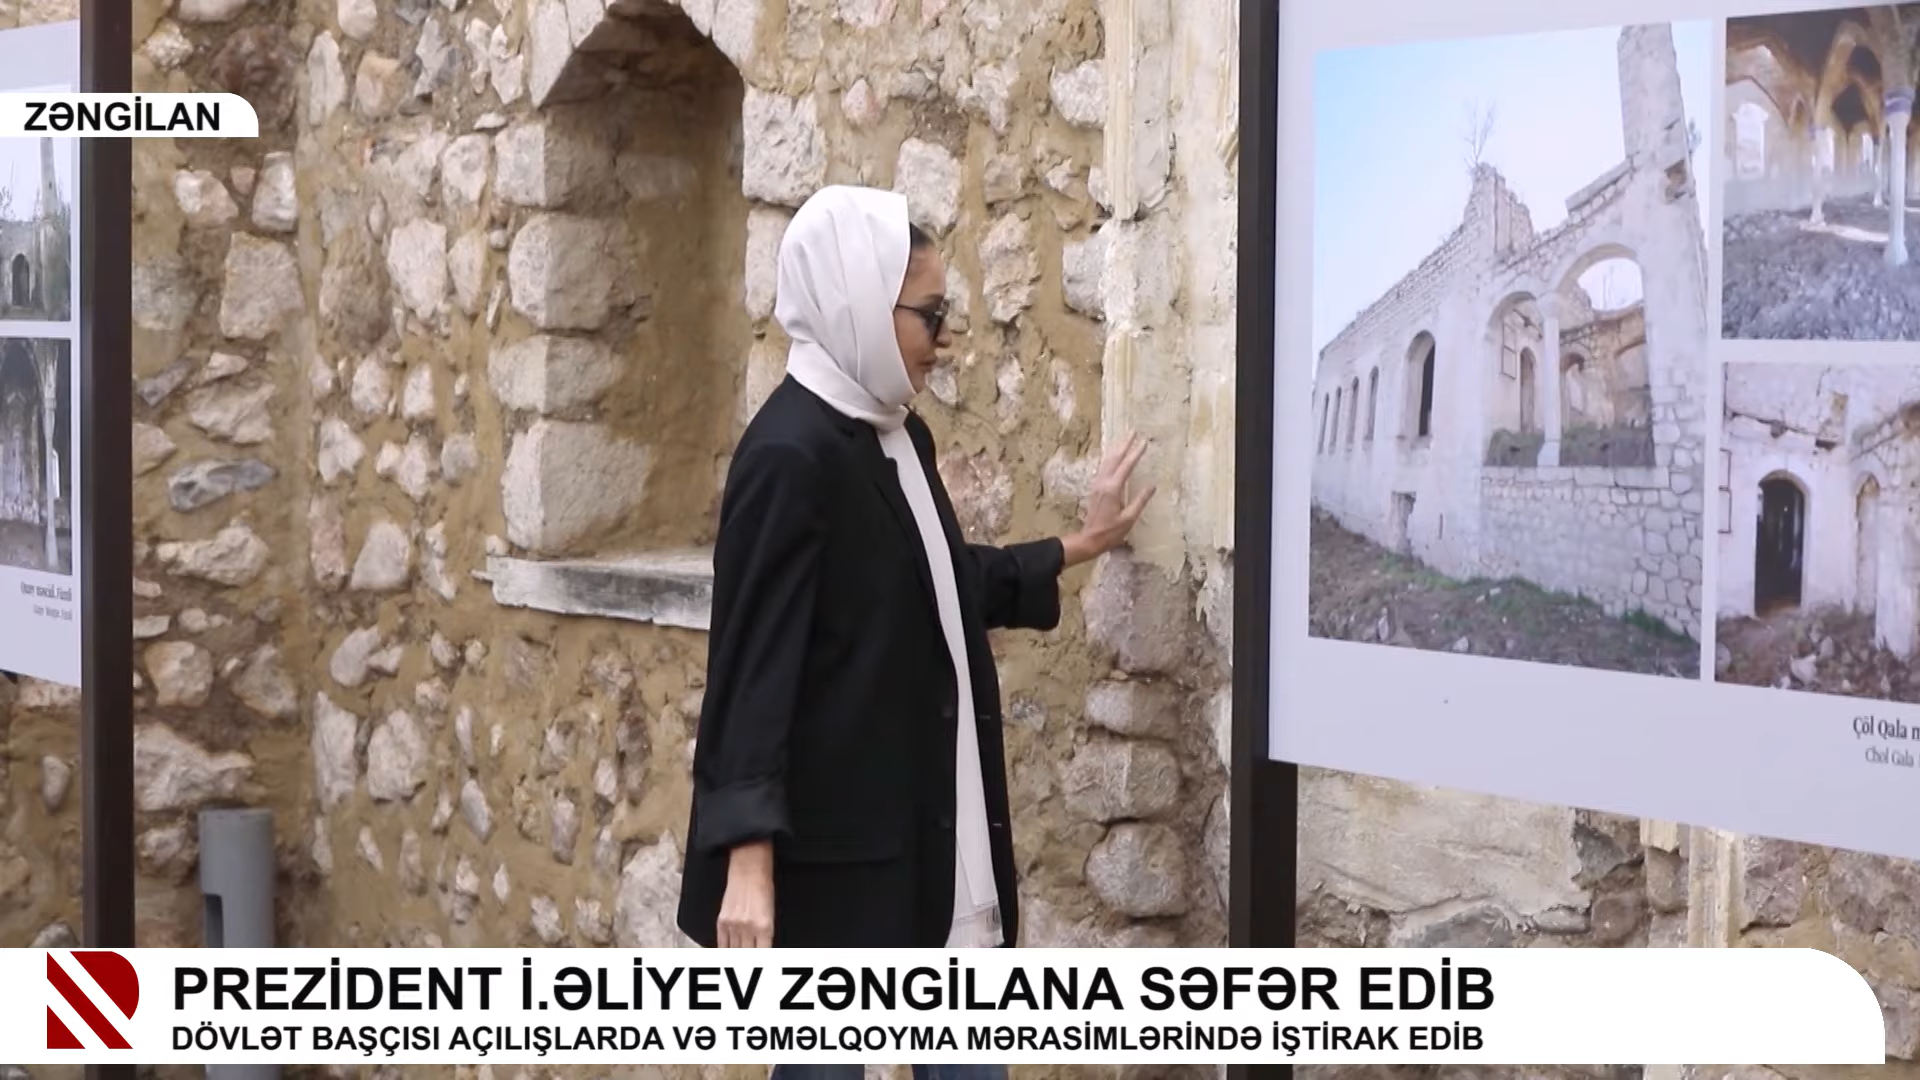 ZƏNGİLAN
Çöl Qala
Chol Gala
PREZİDENT İ.ƏLİYEV ZƏNGİLANA SƏFƏR EDİB
DÖVLƏT BAŞÇISI AÇILIŞLARDA VƏ TƏMƏLQOYMA MƏRASİMLƏRİNDƏ İŞTİRAK EDİB